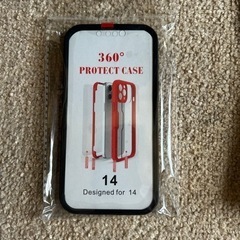 360°
PROTECT CASE
14
Designed for 14